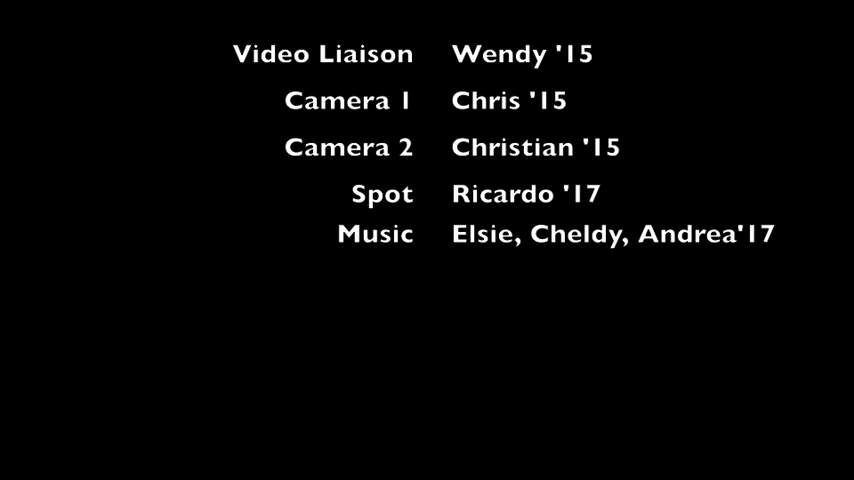 Video Liaison Wendy '15
Camera 1 Chris '15
Camera 2 Christian '15
Spot Ricardo '17
Music Elsie, Cheldy, Andrea'17